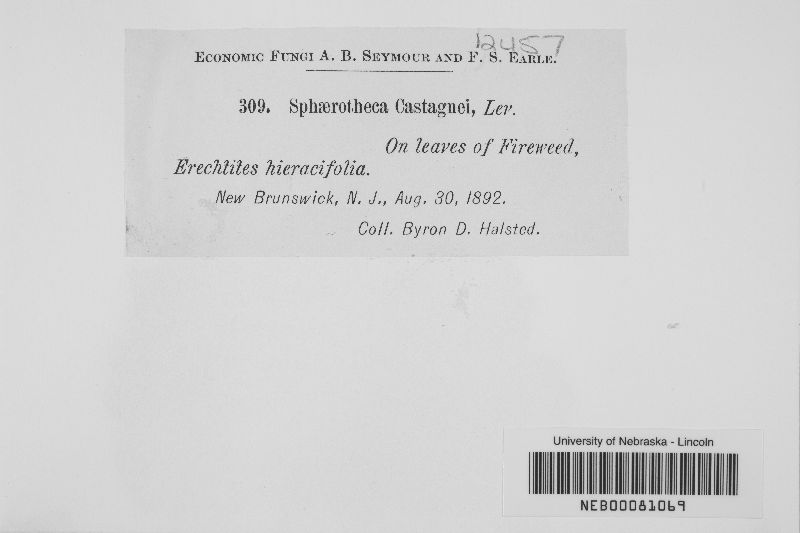 12457
ECONOMIC FUNGI A. B. SEYMOUR AND F. S. EARLE.
309. Sphærotheca Castagnei, Lev.
On leaves of Fireweed,
Erechtites hieracifolia.
New Brunswick, N. J., Aug. 30, 1892.
Coll. Byron D. Halsted.
University of Nebraska - Lincoln
NEB00081069